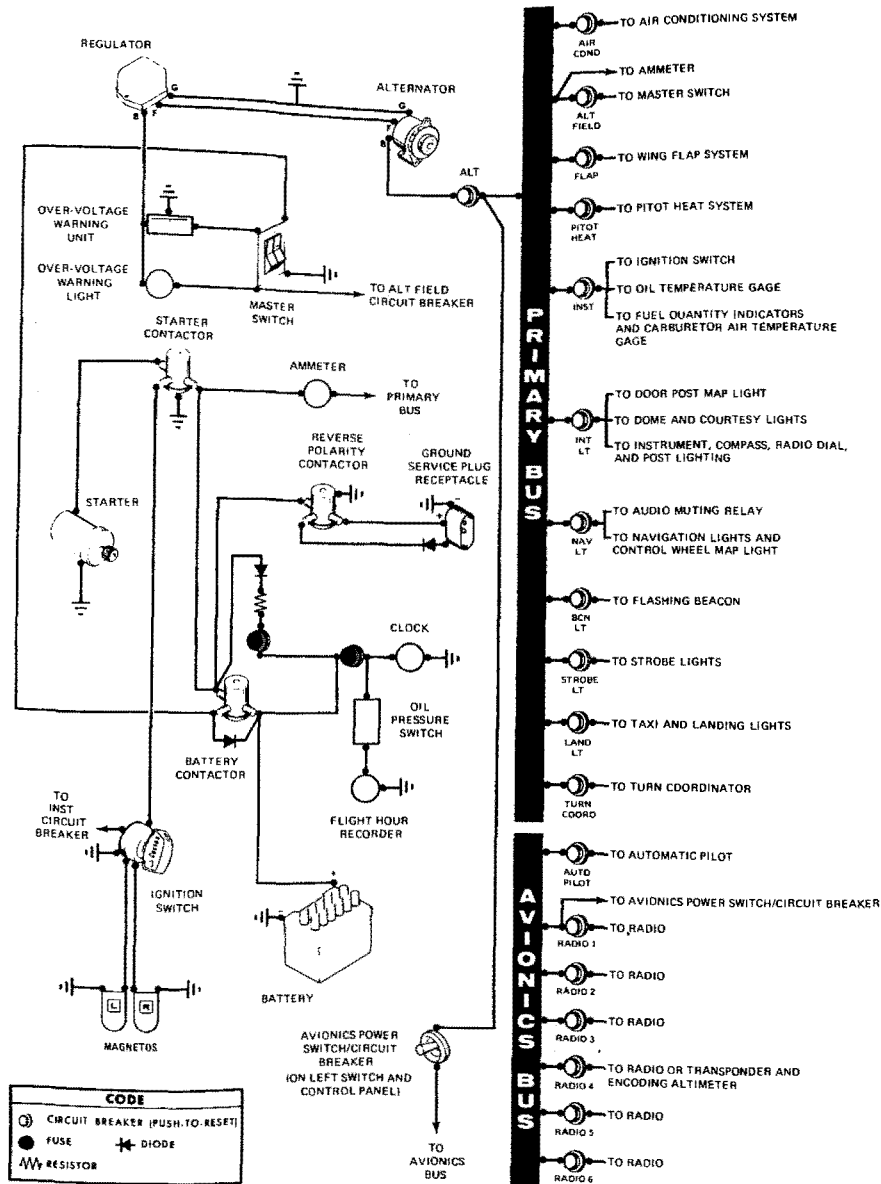 REGULATOR
G
F
B
ALTERNATOR
G
F
B
ALT
OVER-VOLTAGE
WARNING
UNIT
OVER-VOLTAGE
WARNING
LIGHT
MASTER
SWITCH
TO ALT FIELD
CIRCUIT BREAKER
STARTER
CONTACTOR
AMMETER
TO
PRIMARY
BUS
REVERSE
POLARITY
CONTACTOR
GROUND
SERVICE PLUG
RECEPTACLE
STARTER
CLOCK
OIL
PRESSURE
SWITCH
BATTERY
CONTACTOR
FLIGHT HOUR
RECORDER
TO
INST
CIRCUIT
BREAKER
IGNITION
SWITCH
BATTERY
L
R
MAGNETOS
AVIONICS POWER
SWITCH/CIRCUIT
BREAKER
(ON LEFT SWITCH AND
CONTROL PANEL)
TO
AVIONICS
BUS
CODE
CIRCUIT BREAKER (PUSH-TO-RESET)
FUSE
DIODE
RESISTOR
PRIMARY BUS
AIR
COND
TO AIR CONDITIONING SYSTEM
TO AMMETER
ALT
FIELD
TO MASTER SWITCH
FLAP
TO WING FLAP SYSTEM
PITOT
HEAT
TO PITOT HEAT SYSTEM
INST
TO IGNITION SWITCH
TO OIL TEMPERATURE GAGE
TO FUEL QUANTITY INDICATORS
AND CARBURETOR AIR TEMPERATURE
GAGE
INT
LT
TO DOOR POST MAP LIGHT
TO DOME AND COURTESY LIGHTS
TO INSTRUMENT, COMPASS, RADIO DIAL,
AND POST LIGHTING
NAV
LT
TO AUDIO MUTING RELAY
TO NAVIGATION LIGHTS AND
CONTROL WHEEL MAP LIGHT
BCN
LT
TO FLASHING BEACON
STROBE
LT
TO STROBE LIGHTS
LAND
LT
TO TAXI AND LANDING LIGHTS
TURN
COORD
TO TURN COORDINATOR
AVIONICS BUS
AUTO
PILOT
TO AUTOMATIC PILOT
TO AVIONICS POWER SWITCH/CIRCUIT BREAKER
RADIO 1
TO RADIO
RADIO 2
TO RADIO
RADIO 3
TO RADIO
RADIO 4
TO RADIO OR TRANSPONDER AND
ENCODING ALTIMETER
RADIO 5
TO RADIO
RADIO 6
TO RADIO